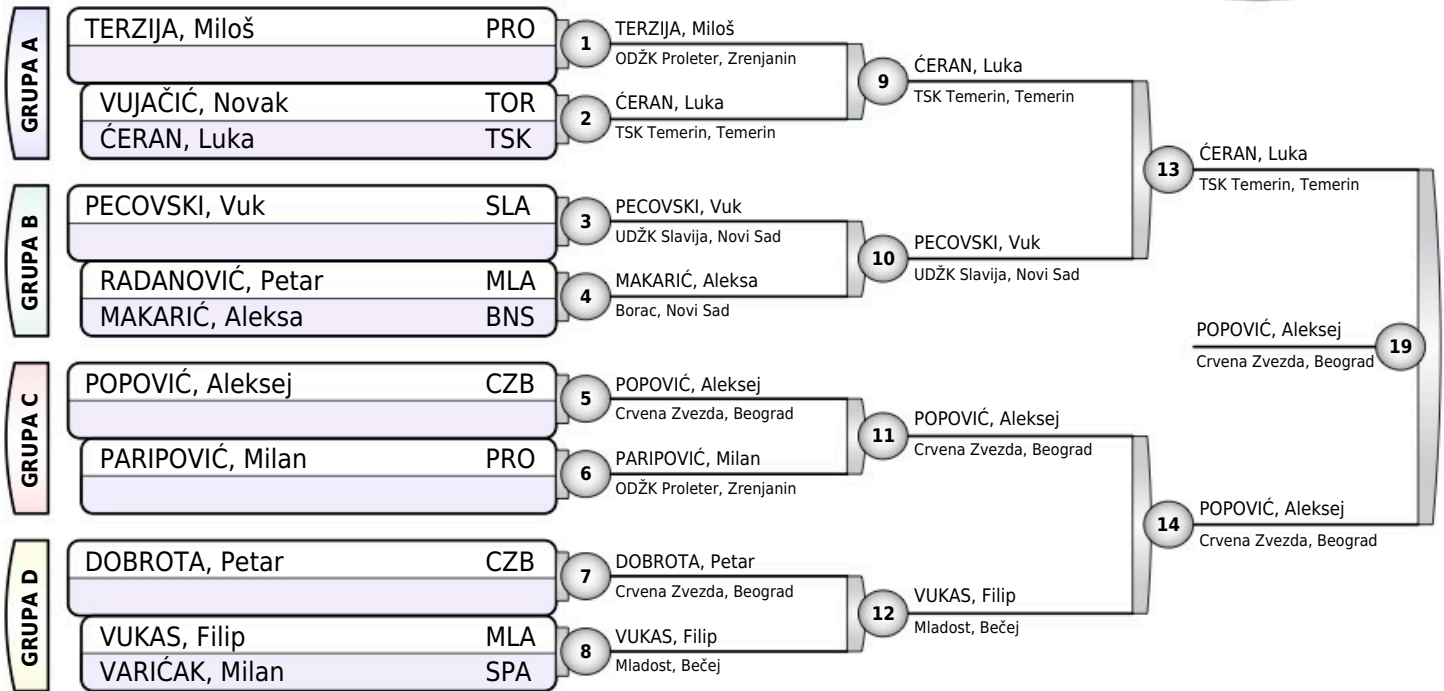 GRUPA A
TERZIJA, Miloš PRO
VUJAČIĆ, Novak TOR
ĆERAN, Luka TSK
GRUPA B
PECOVSKI, Vuk SLA
RADANOVIĆ, Petar MLA
MAKARIĆ, Aleksa BNS
GRUPA C
POPOVIĆ, Aleksej CZB
PARIPOVIĆ, Milan PRO
GRUPA D
DOBROTA, Petar CZB
VUKAS, Filip MLA
VARIĆAK, Milan SPA
1
TERZIJA, Miloš
ODŽK Proleter, Zrenjanin
2
ĆERAN, Luka
TSK Temerin, Temerin
3
PECOVSKI, Vuk
UDŽK Slavija, Novi Sad
4
MAKARIĆ, Aleksa
Borac, Novi Sad
5
POPOVIĆ, Aleksej
Crvena Zvezda, Beograd
6
PARIPOVIĆ, Milan
ODŽK Proleter, Zrenjanin
7
DOBROTA, Petar
Crvena Zvezda, Beograd
8
VUKAS, Filip
Mladost, Bečej
9
ĆERAN, Luka
TSK Temerin, Temerin
10
PECOVSKI, Vuk
UDŽK Slavija, Novi Sad
11
POPOVIĆ, Aleksej
Crvena Zvezda, Beograd
12
VUKAS, Filip
Mladost, Bečej
13
ĆERAN, Luka
TSK Temerin, Temerin
14
POPOVIĆ, Aleksej
Crvena Zvezda, Beograd
POPOVIĆ, Aleksej
Crvena Zvezda, Beograd
19